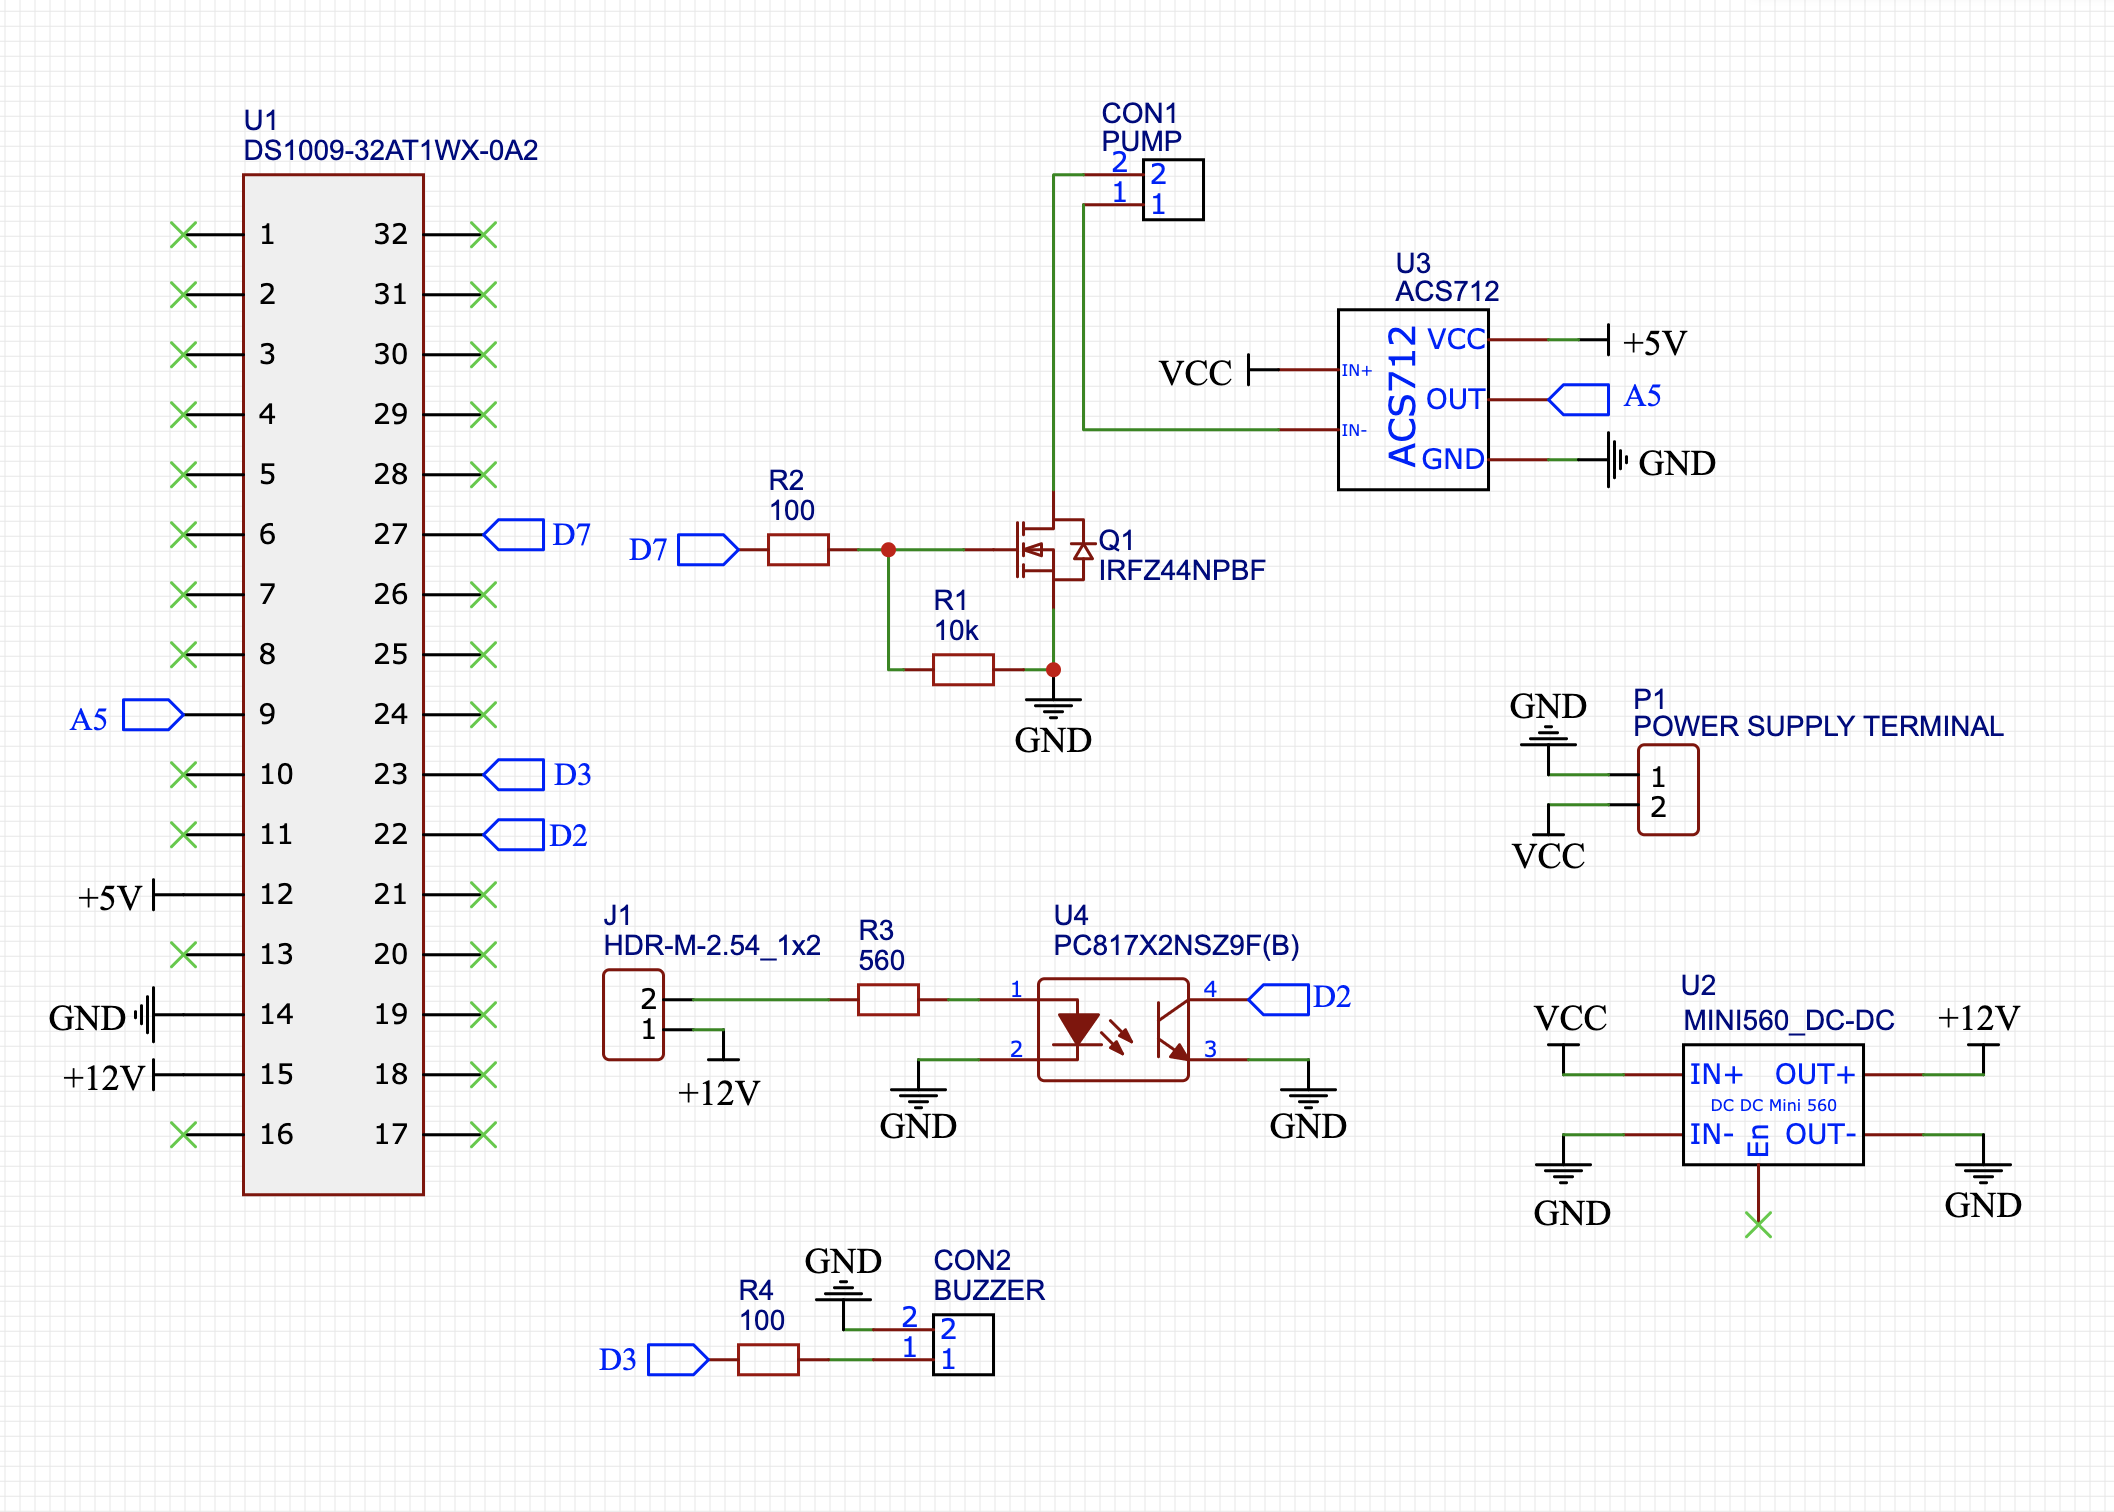 U1
DS1009-32AT1WX-0A2
1 32
2 31
3 30
4 29
5 28
6 27 D7
7 26
8 25
A5 9 24
10 23 D3
11 22 D2
+5V 12 21
13 20
GND 14 19
+12V 15 18
16 17
CON1
PUMP
2 2
1 1
U3
ACS712
ACS712
VCC +5V
VCC IN+
OUT A5
IN-
GND GND
R2
100
D7
Q1
IRFZ44NPBF
R1
10k
GND
P1
POWER SUPPLY TERMINAL
GND
1
2
VCC
J1
HDR-M-2.54_1x2
2
1
+12V
R3
560
U4
PC817X2NSZ9F(B)
1 4 D2
2 3
GND GND
U2
MINI560_DC-DC
VCC +12V
IN+ OUT+
DC DC Mini 560
IN- En OUT-
GND GND
GND
CON2
BUZZER
R4
100
2 2
D3 1 1